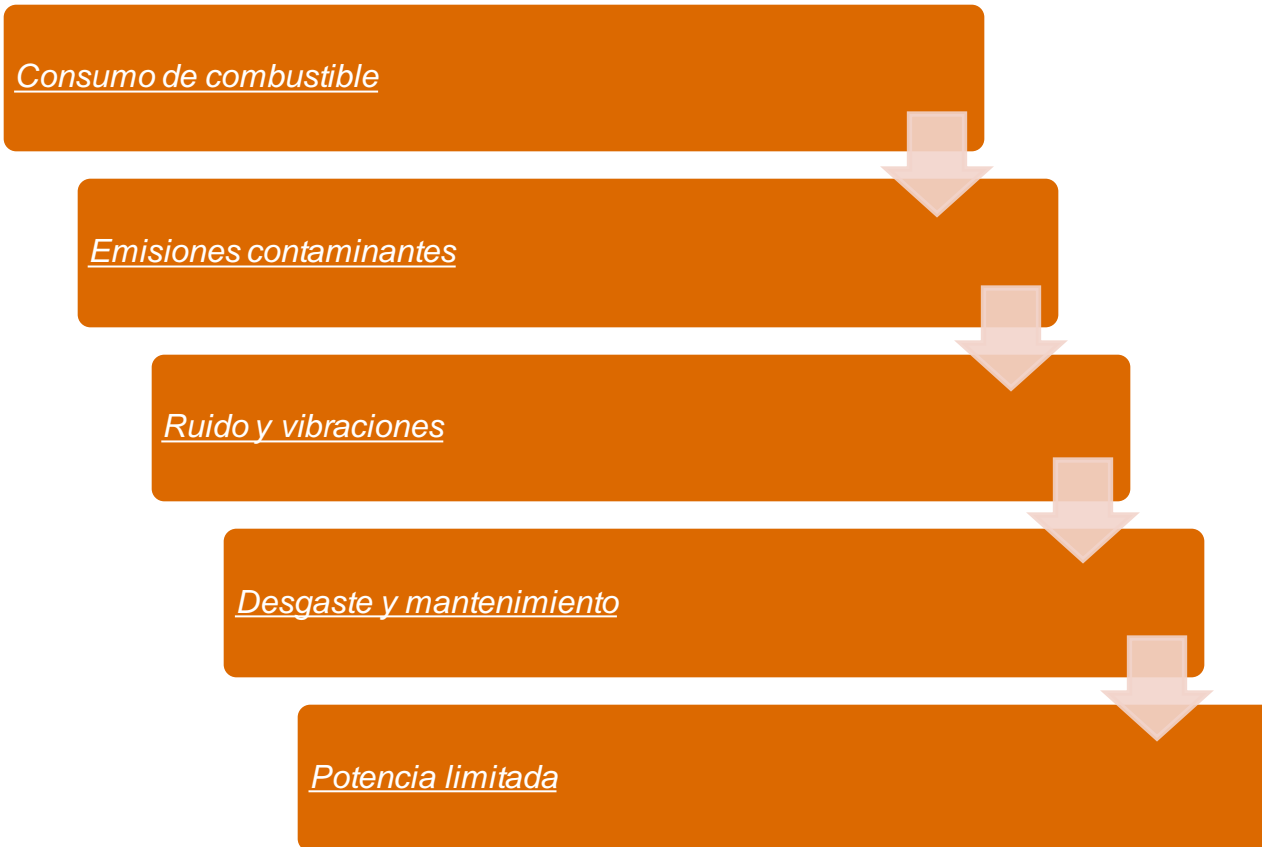 Consumo de combustible
Emisiones contaminantes
Ruido y vibraciones
Desgaste y mantenimiento
Potencia limitada